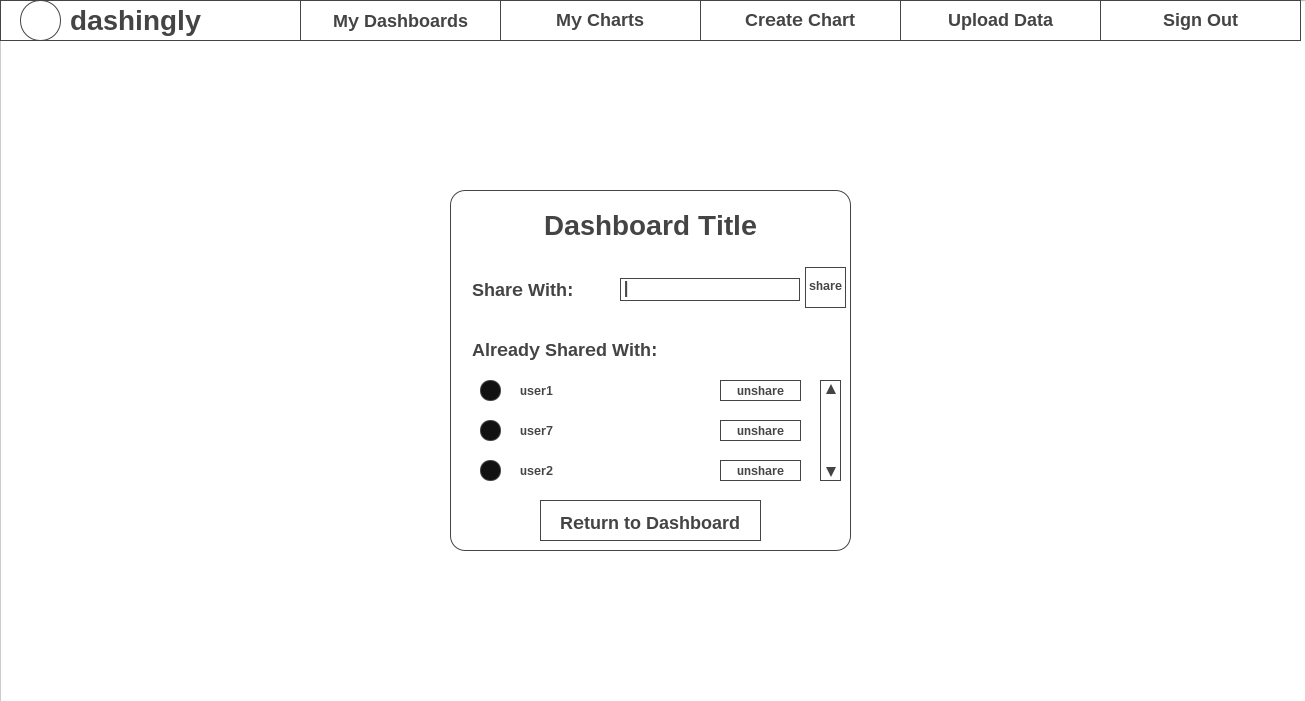 dashingly My Dashboards My Charts Create Chart Upload Data Sign Out
Dashboard Title
Share With: share
Already Shared With:
user1 unshare
user7 unshare
user2 unshare
Return to Dashboard